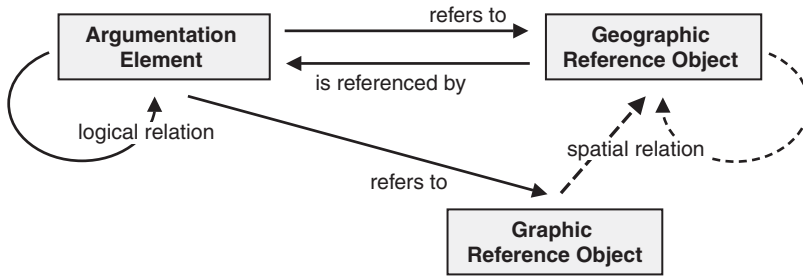 refers to
Argumentation
Element
Geographic
Reference Object
is referenced by
logical relation
spatial relation
refers to
Graphic
Reference Object